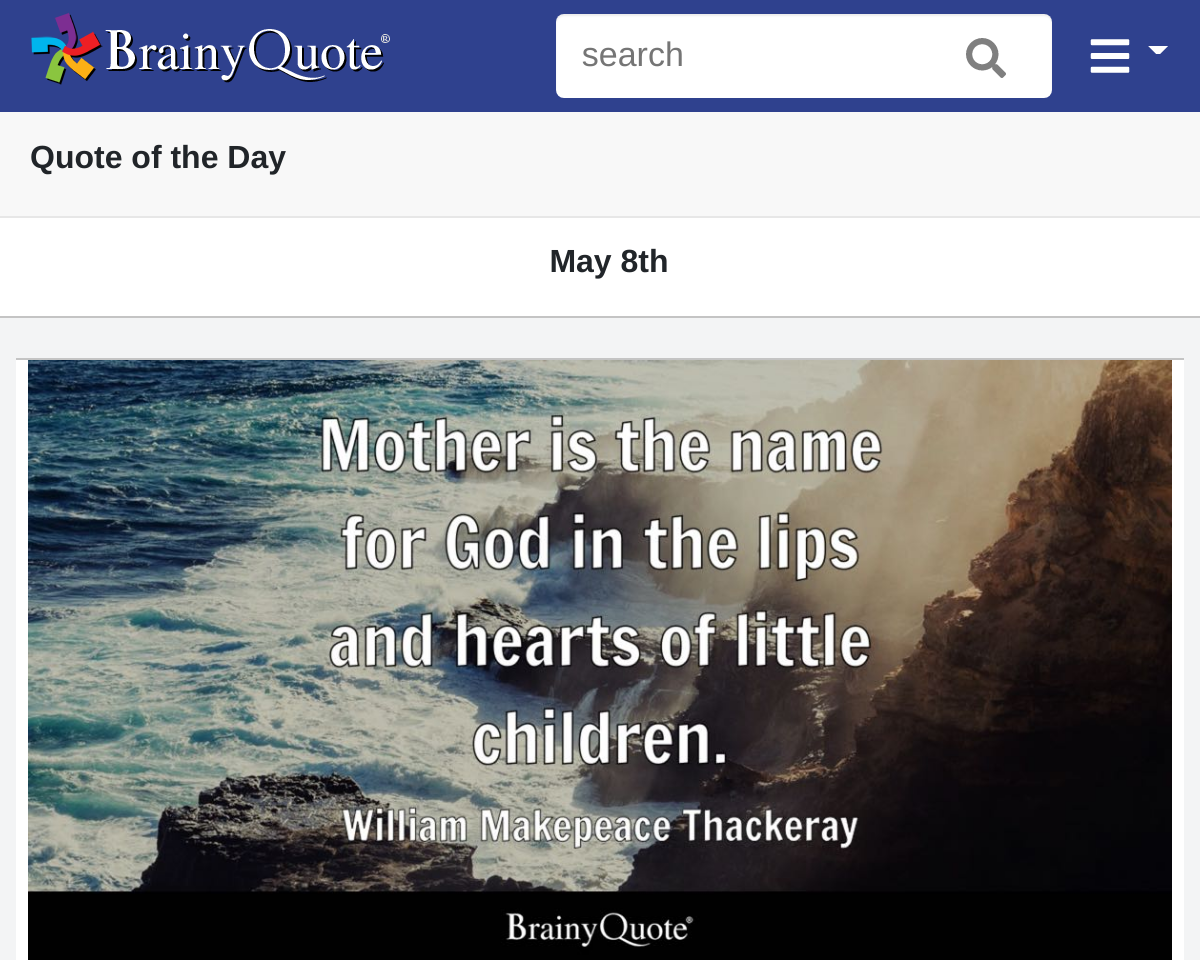 BrainyQuote®
search
Quote of the Day
May 8th
Mother is the name
for God in the lips
and hearts of little
children.
William Makepeace Thackeray
BrainyQuote®